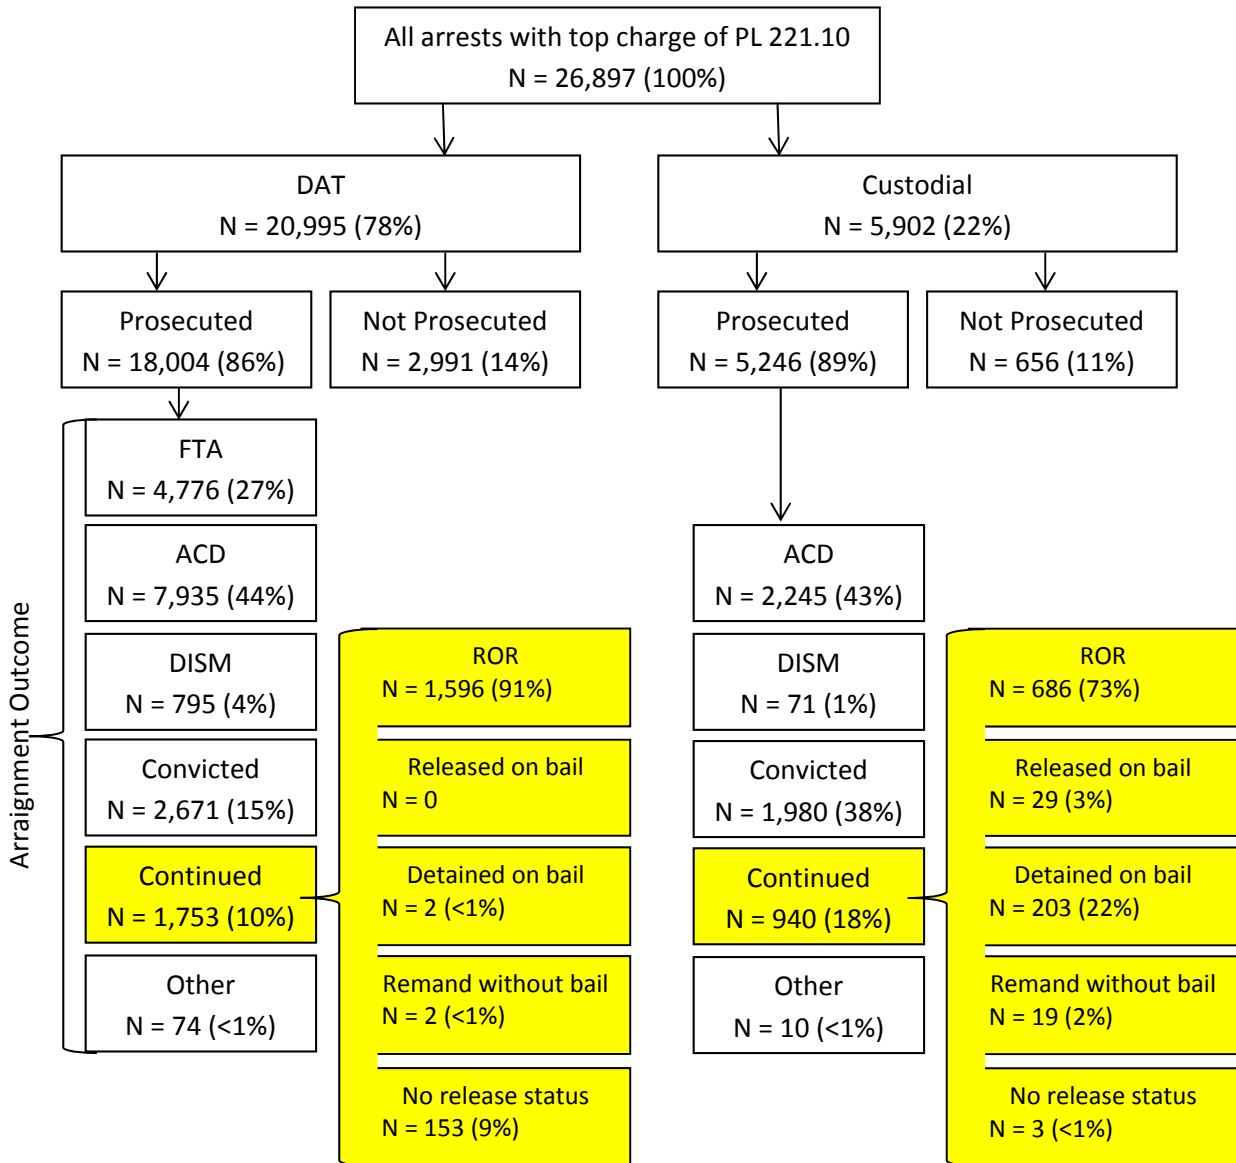 All arrests with top charge of PL 221.10
N = 26,897 (100%)
DAT
N = 20,995 (78%)
Custodial
N = 5,902 (22%)
Prosecuted
N = 18,004 (86%)
Not Prosecuted
N = 2,991 (14%)
Prosecuted
N = 5,246 (89%)
Not Prosecuted
N = 656 (11%)
Arraignment Outcome
FTA
N = 4,776 (27%)
ACD
N = 7,935 (44%)
DISM
N = 795 (4%)
Convicted
N = 2,671 (15%)
Continued
N = 1,753 (10%)
Other
N = 74 (<1%)
ROR
N = 1,596 (91%)
Released on bail
N = 0
Detained on bail
N = 2 (<1%)
Remand without bail
N = 2 (<1%)
No release status
N = 153 (9%)
ACD
N = 2,245 (43%)
DISM
N = 71 (1%)
Convicted
N = 1,980 (38%)
Continued
N = 940 (18%)
Other
N = 10 (<1%)
ROR
N = 686 (73%)
Released on bail
N = 29 (3%)
Detained on bail
N = 203 (22%)
Remand without bail
N = 19 (2%)
No release status
N = 3 (<1%)